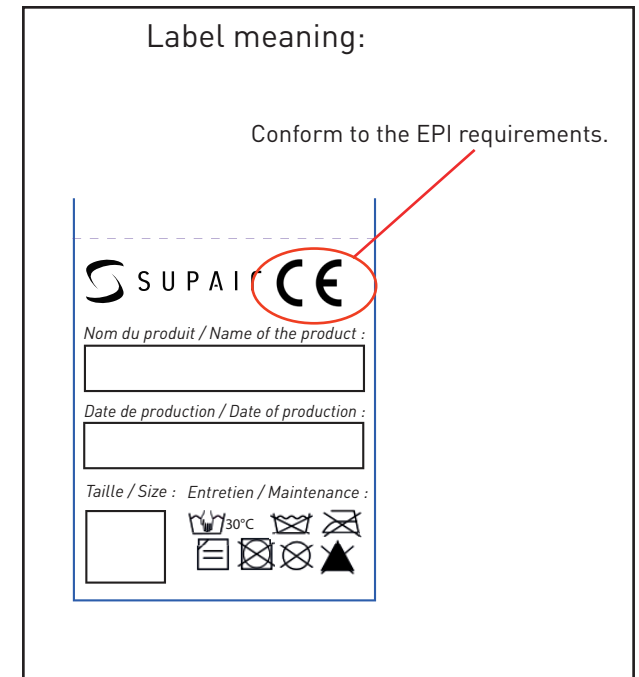 Label meaning:
Conform to the EPI requirements.
SUPAIR CE
Nom du produit / Name of the product :
Date de production / Date of production :
Taille / Size : Entretien / Maintenance :
30°C